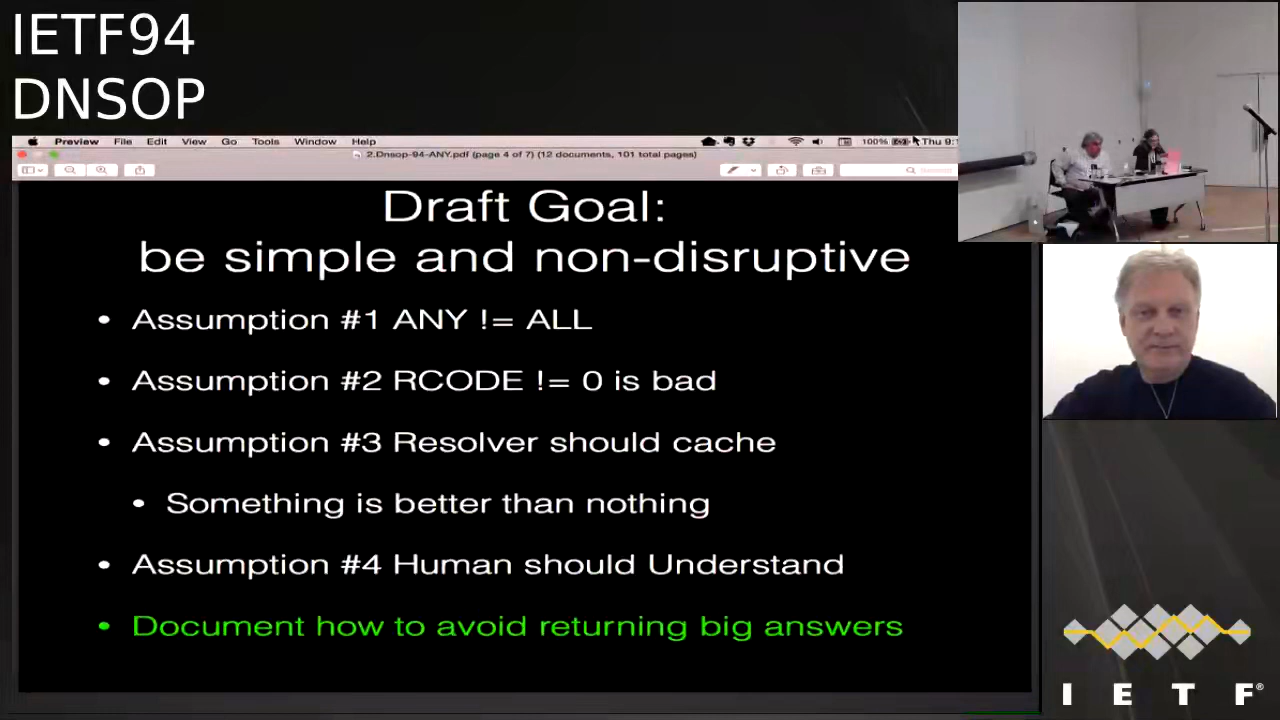 IETF94
DNSOP
Preview File Edit View Go Tools Window Help 100% Thu 9:
2.Dnsop-94-ANY.pdf (page 4 of 7) (12 documents, 101 total pages)
Draft Goal:
be simple and non-disruptive
• Assumption #1 ANY != ALL
• Assumption #2 RCODE != 0 is bad
• Assumption #3 Resolver should cache
• Something is better than nothing
• Assumption #4 Human should Understand
• Document how to avoid returning big answers
I E T F®